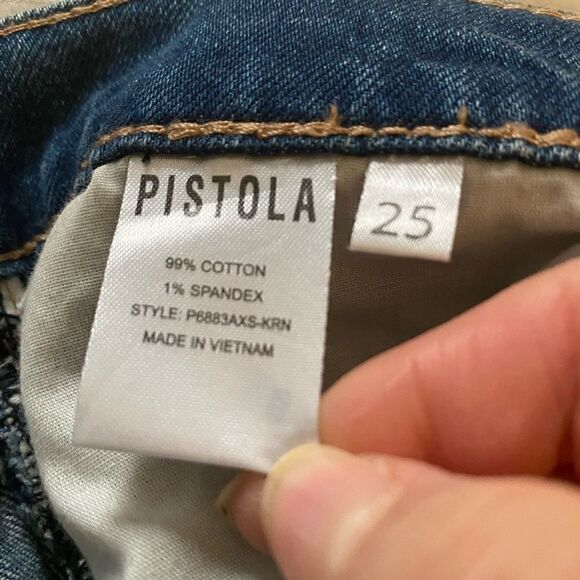 PISTOLA
25
99% COTTON
1% SPANDEX
STYLE: P6883AXS-KRN
MADE IN VIETNAM